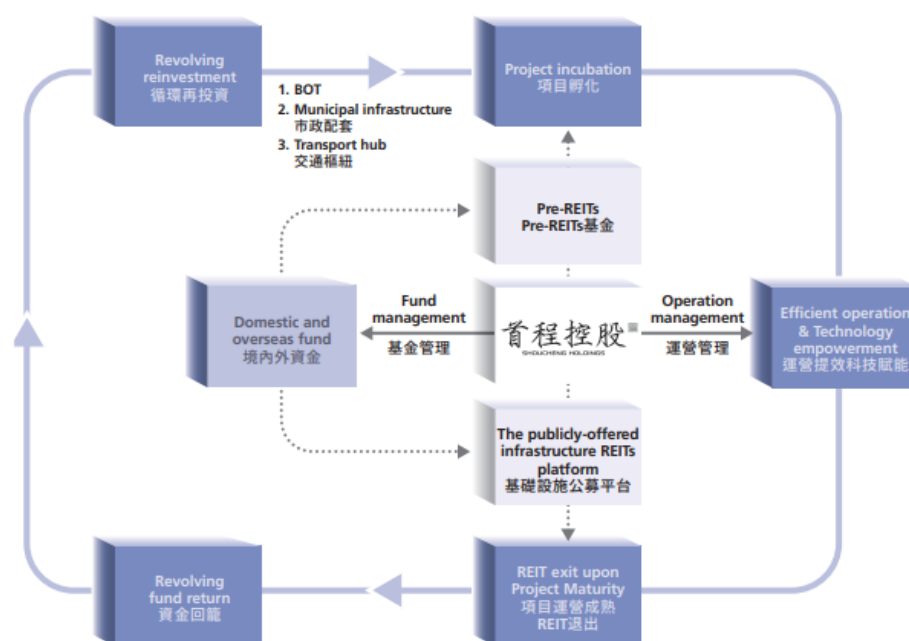 Revolving
reinvestment
循環再投資
1. BOT
2. Municipal infrastructure
市政配套
3. Transport hub
交通樞紐
Project incubation
項目孵化
Pre-REITs
Pre-REITs基金
Domestic and
overseas fund
境內外資金
Fund
management
基金管理
首程控股
SHOUCHENG HOLDINGS
Operation
management
運營管理
Efficient operation
& Technology
empowerment
運營提效科技賦能
The publicly-offered
infrastructure REITs
platform
基礎設施公募平台
Revolving
fund return
資金回籠
REIT exit upon
Project Maturity
項目運營成熟
REIT退出